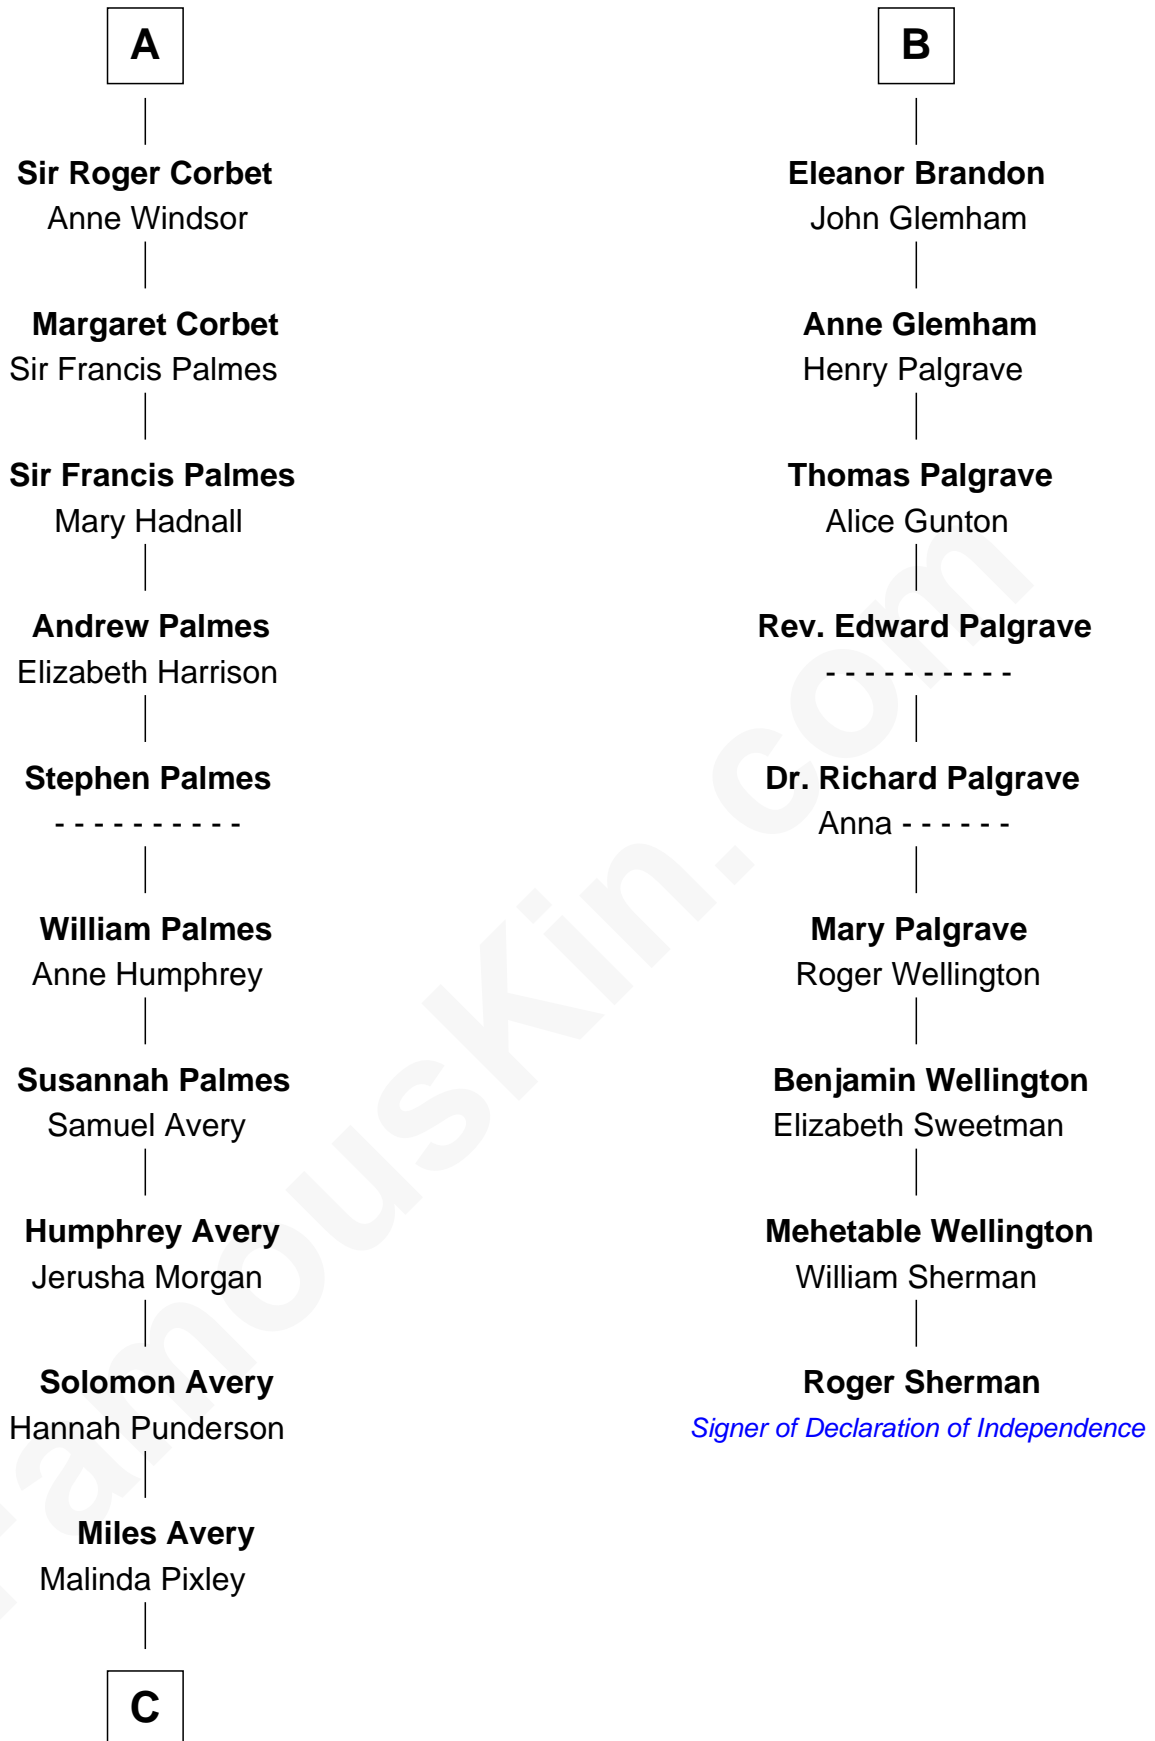 A
Sir Roger Corbet
Anne Windsor
Margaret Corbet
Sir Francis Palmes
Sir Francis Palmes
Mary Hadnall
Andrew Palmes
Elizabeth Harrison
Stephen Palmes
- - - - - - - - - -
William Palmes
Anne Humphrey
Susannah Palmes
Samuel Avery
Humphrey Avery
Jerusha Morgan
Solomon Avery
Hannah Punderson
Miles Avery
Malinda Pixley
C
B
Eleanor Brandon
John Glemham
Anne Glemham
Henry Palgrave
Thomas Palgrave
Alice Gunton
Rev. Edward Palgrave
- - - - - - - - - -
Dr. Richard Palgrave
Anna - - - - - -
Mary Palgrave
Roger Wellington
Benjamin Wellington
Elizabeth Sweetman
Mehetable Wellington
William Sherman
Roger Sherman
Signer of Declaration of Independence
FamousKin.com